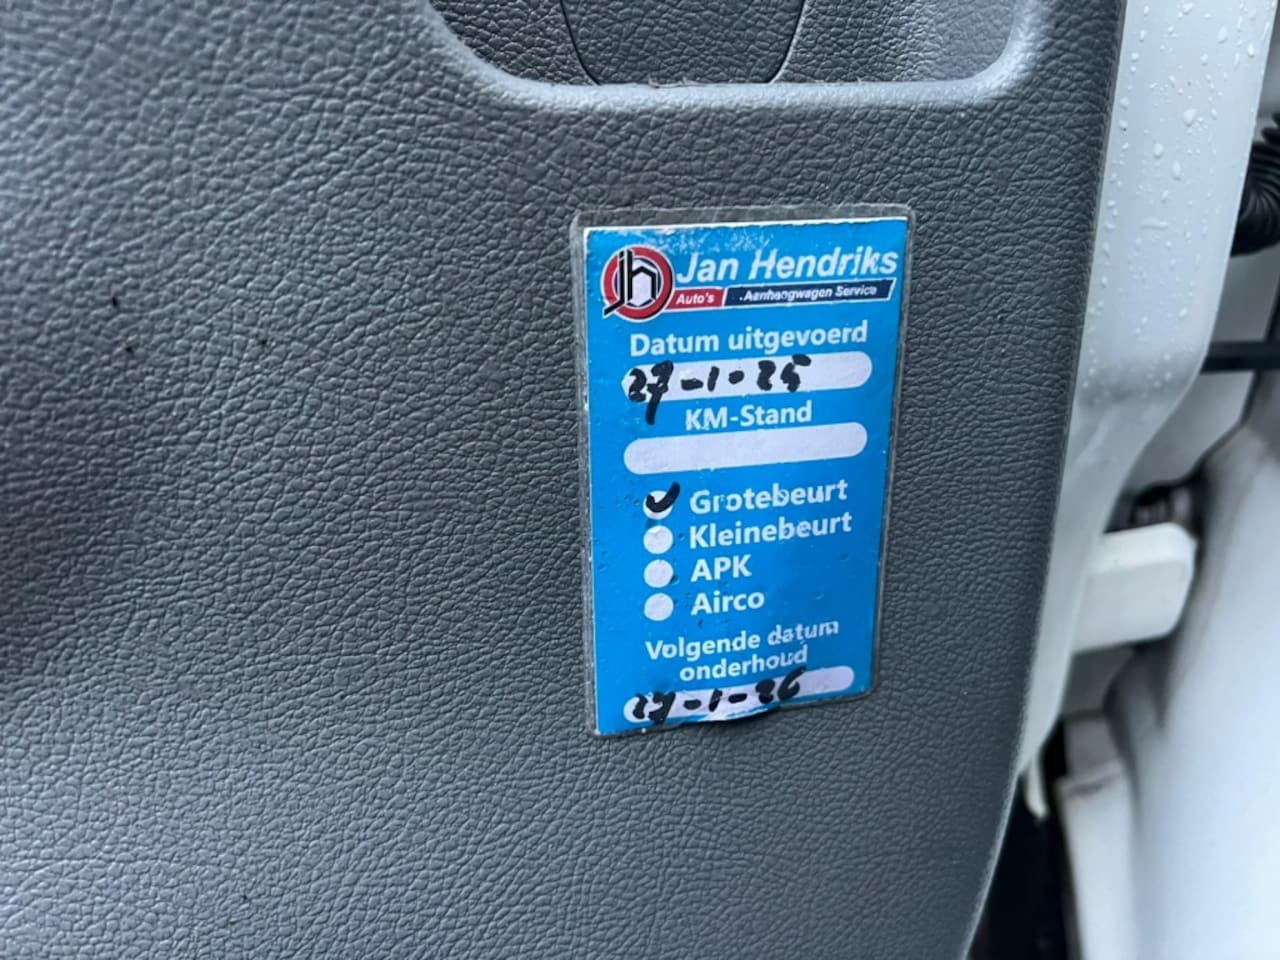 jh Jan Hendriks
Auto's Aanhangwagen Service
Datum uitgevoerd
27-1-25
KM-Stand
Grotebeurt
Kleinebeurt
APK
Airco
Volgende datum
onderhoud
27-1-26